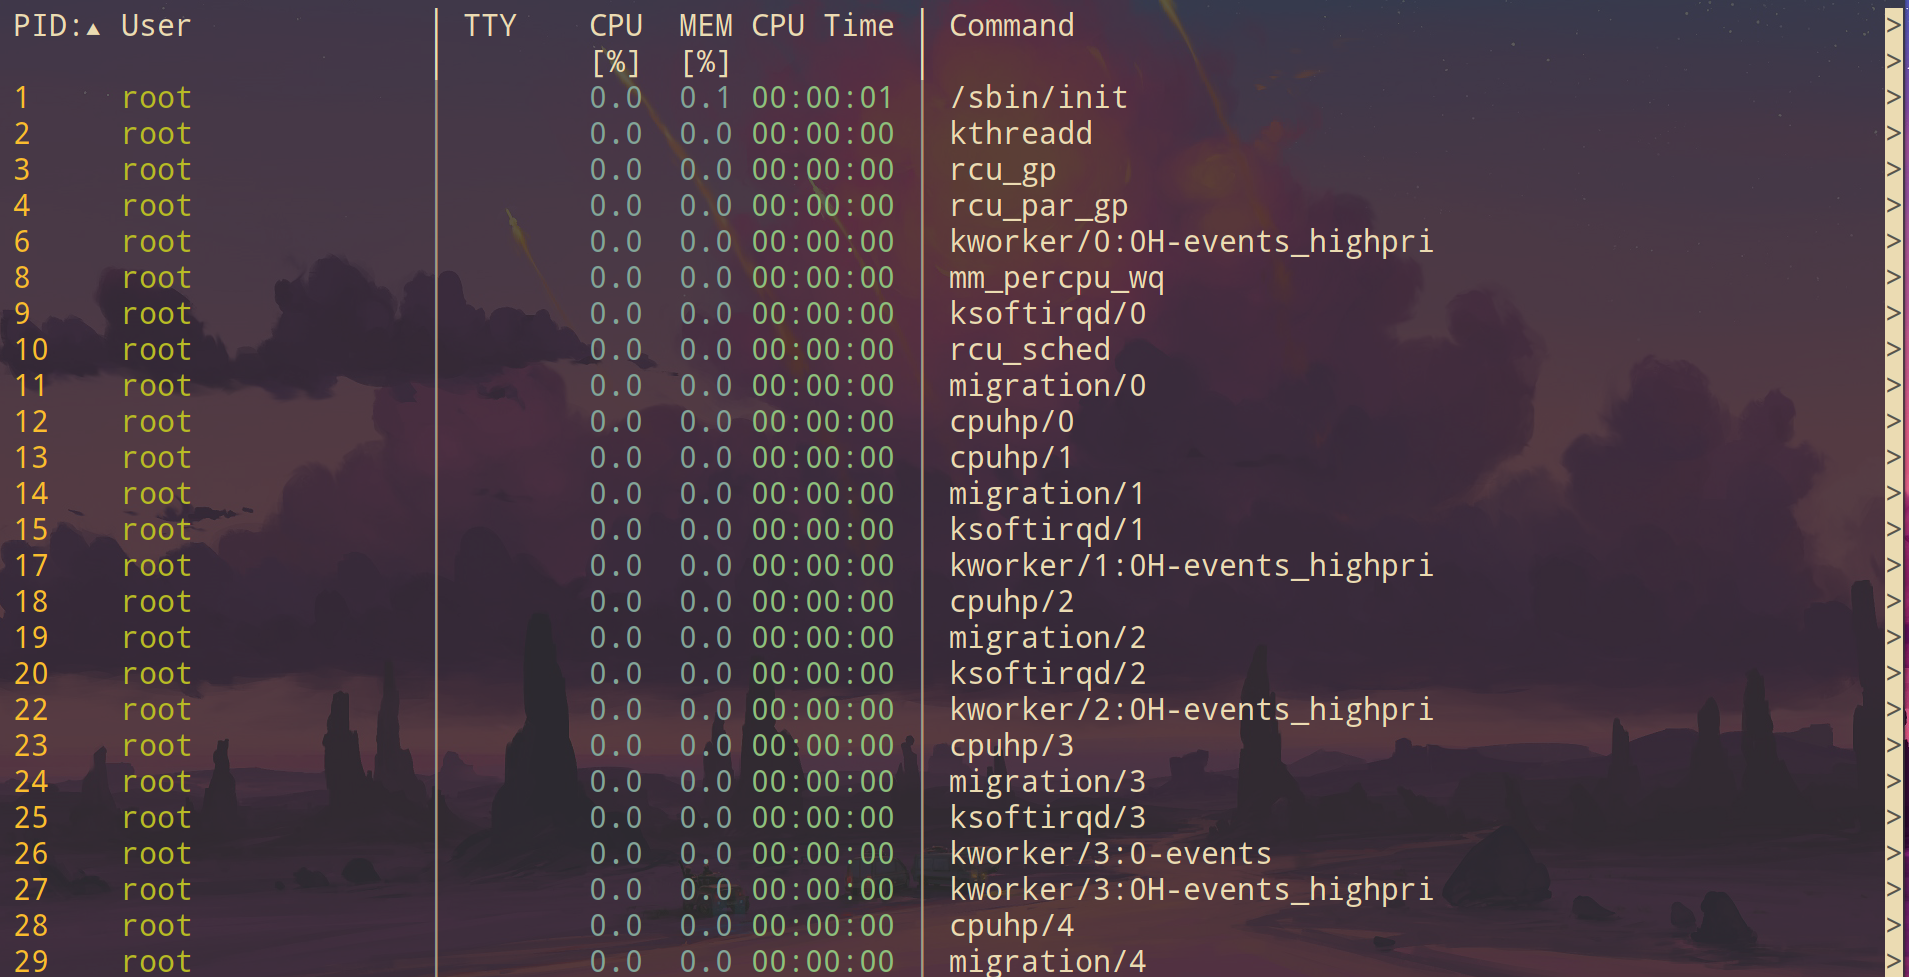 PID:▲ User │ TTY CPU MEM CPU Time │ Command >
│ [%] [%] │ >
1 root │ 0.0 0.1 00:00:01 │ /sbin/init >
2 root │ 0.0 0.0 00:00:00 │ kthreadd >
3 root │ 0.0 0.0 00:00:00 │ rcu_gp >
4 root │ 0.0 0.0 00:00:00 │ rcu_par_gp >
6 root │ 0.0 0.0 00:00:00 │ kworker/0:0H-events_highpri >
8 root │ 0.0 0.0 00:00:00 │ mm_percpu_wq >
9 root │ 0.0 0.0 00:00:00 │ ksoftirqd/0 >
10 root │ 0.0 0.0 00:00:00 │ rcu_sched >
11 root │ 0.0 0.0 00:00:00 │ migration/0 >
12 root │ 0.0 0.0 00:00:00 │ cpuhp/0 >
13 root │ 0.0 0.0 00:00:00 │ cpuhp/1 >
14 root │ 0.0 0.0 00:00:00 │ migration/1 >
15 root │ 0.0 0.0 00:00:00 │ ksoftirqd/1 >
17 root │ 0.0 0.0 00:00:00 │ kworker/1:0H-events_highpri >
18 root │ 0.0 0.0 00:00:00 │ cpuhp/2 >
19 root │ 0.0 0.0 00:00:00 │ migration/2 >
20 root │ 0.0 0.0 00:00:00 │ ksoftirqd/2 >
22 root │ 0.0 0.0 00:00:00 │ kworker/2:0H-events_highpri >
23 root │ 0.0 0.0 00:00:00 │ cpuhp/3 >
24 root │ 0.0 0.0 00:00:00 │ migration/3 >
25 root │ 0.0 0.0 00:00:00 │ ksoftirqd/3 >
26 root │ 0.0 0.0 00:00:00 │ kworker/3:0-events >
27 root │ 0.0 0.0 00:00:00 │ kworker/3:0H-events_highpri >
28 root │ 0.0 0.0 00:00:00 │ cpuhp/4 >
29 root │ 0.0 0.0 00:00:00 │ migration/4 >